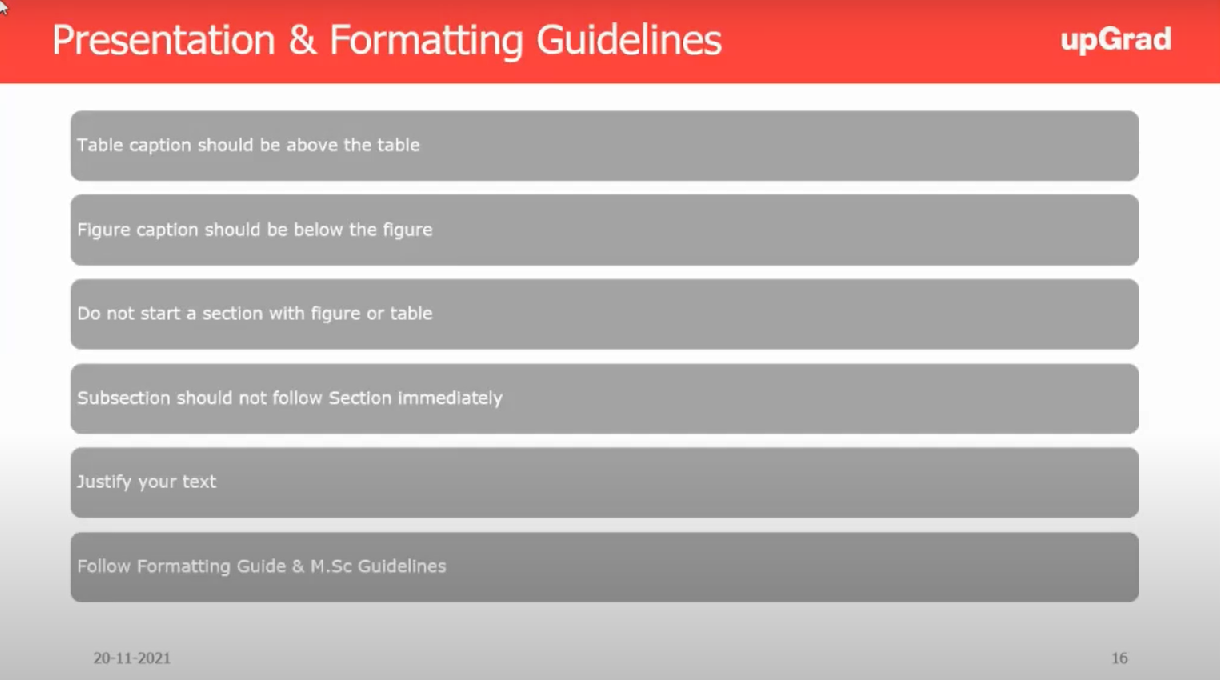 Presentation & Formatting Guidelines
upGrad
Table caption should be above the table
Figure caption should be below the figure
Do not start a section with figure or table
Subsection should not follow Section immediately
Justify your text
Follow Formatting Guide & M.Sc Guidelines
20-11-2021
16